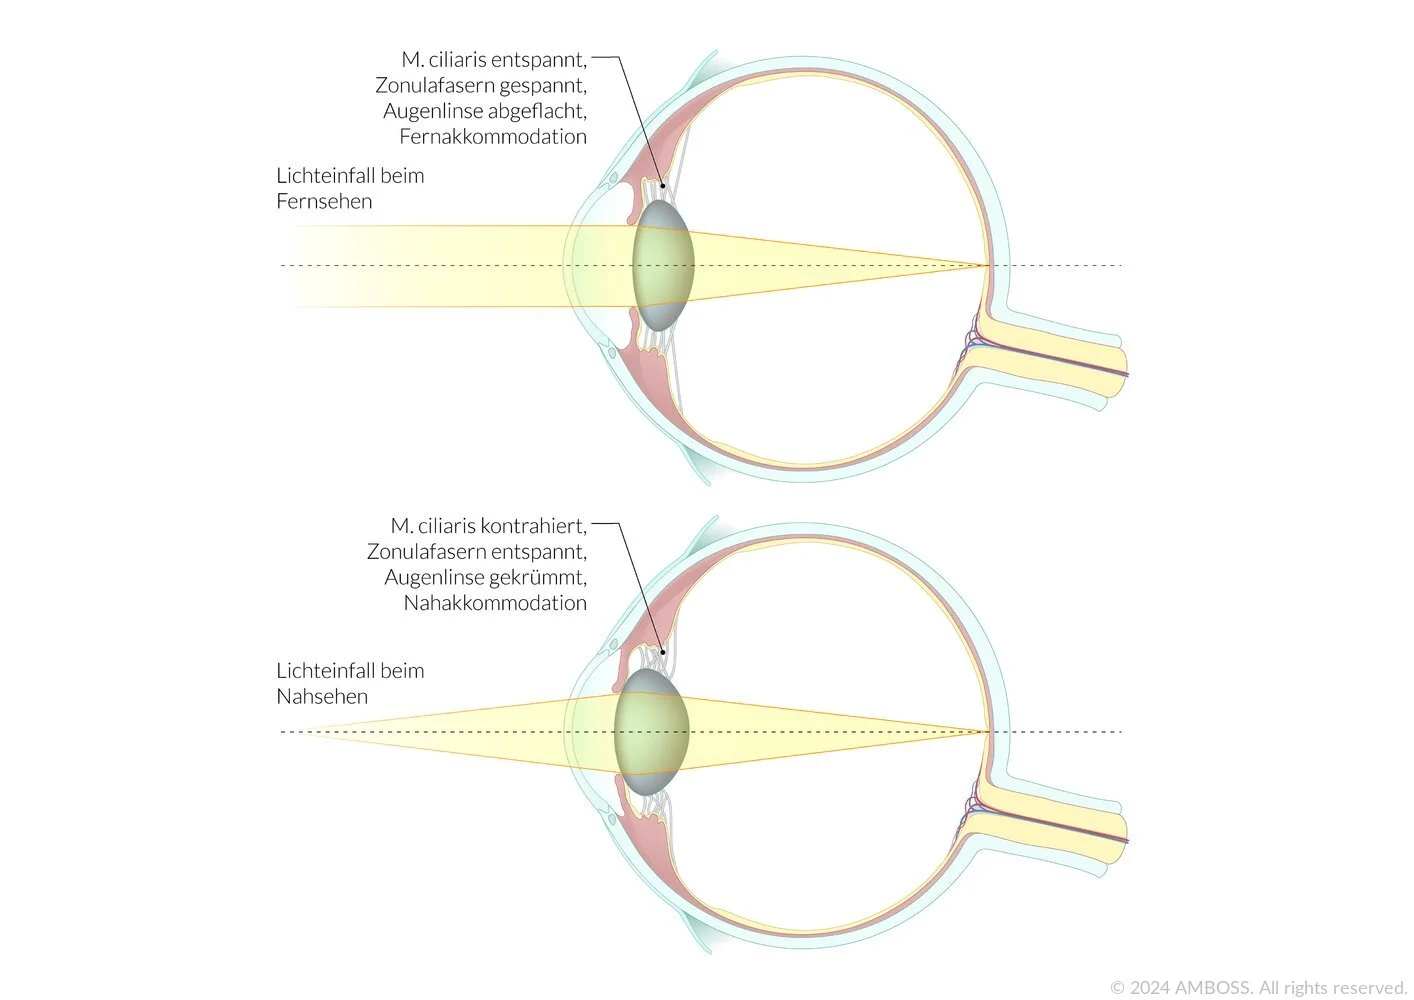 M. ciliaris entspannt,
Zonulafasern gespannt,
Augenlinse abgeflacht,
Fernakkommodation
Lichteinfall beim
Fernsehen
M. ciliaris kontrahiert,
Zonulafasern entspannt,
Augenlinse gekrümmt,
Nahakkommodation
Lichteinfall beim
Nahsehen
© 2024 AMBOSS. All rights reserved.